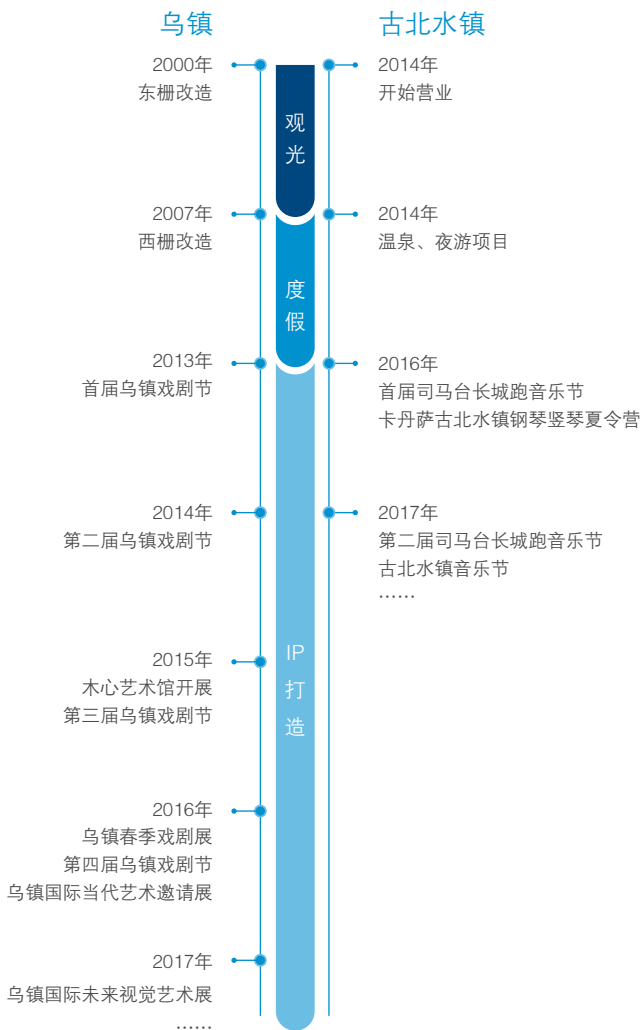 乌镇
古北水镇
2000年
东栅改造
2014年
开始营业
观
光
2007年
西栅改造
2014年
温泉、夜游项目
度
假
2013年
首届乌镇戏剧节
2016年
首届司马台长城跑音乐节
卡丹萨古北水镇钢琴竖琴夏令营
2014年
第二届乌镇戏剧节
2017年
第二届司马台长城跑音乐节
古北水镇音乐节
······
IP
打
造
2015年
木心艺术馆开展
第三届乌镇戏剧节
2016年
乌镇春季戏剧展
第四届乌镇戏剧节
乌镇国际当代艺术邀请展
2017年
乌镇国际未来视觉艺术展
······